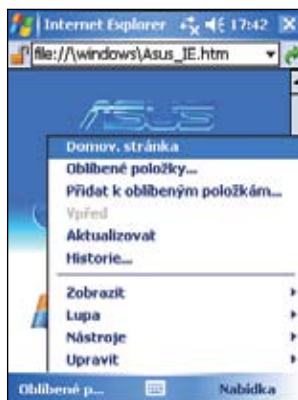 Internet Explorer 17:42
file://\windows\Asus_IE.htm
ASUS
Domov. stránka
Oblíbené položky...
Přidat k oblíbeným položkám...
Vpřed
Aktualizovat
Historie...
Zobrazit
Lupa
Nástroje
Upravit
Oblíbené p... Nabídka